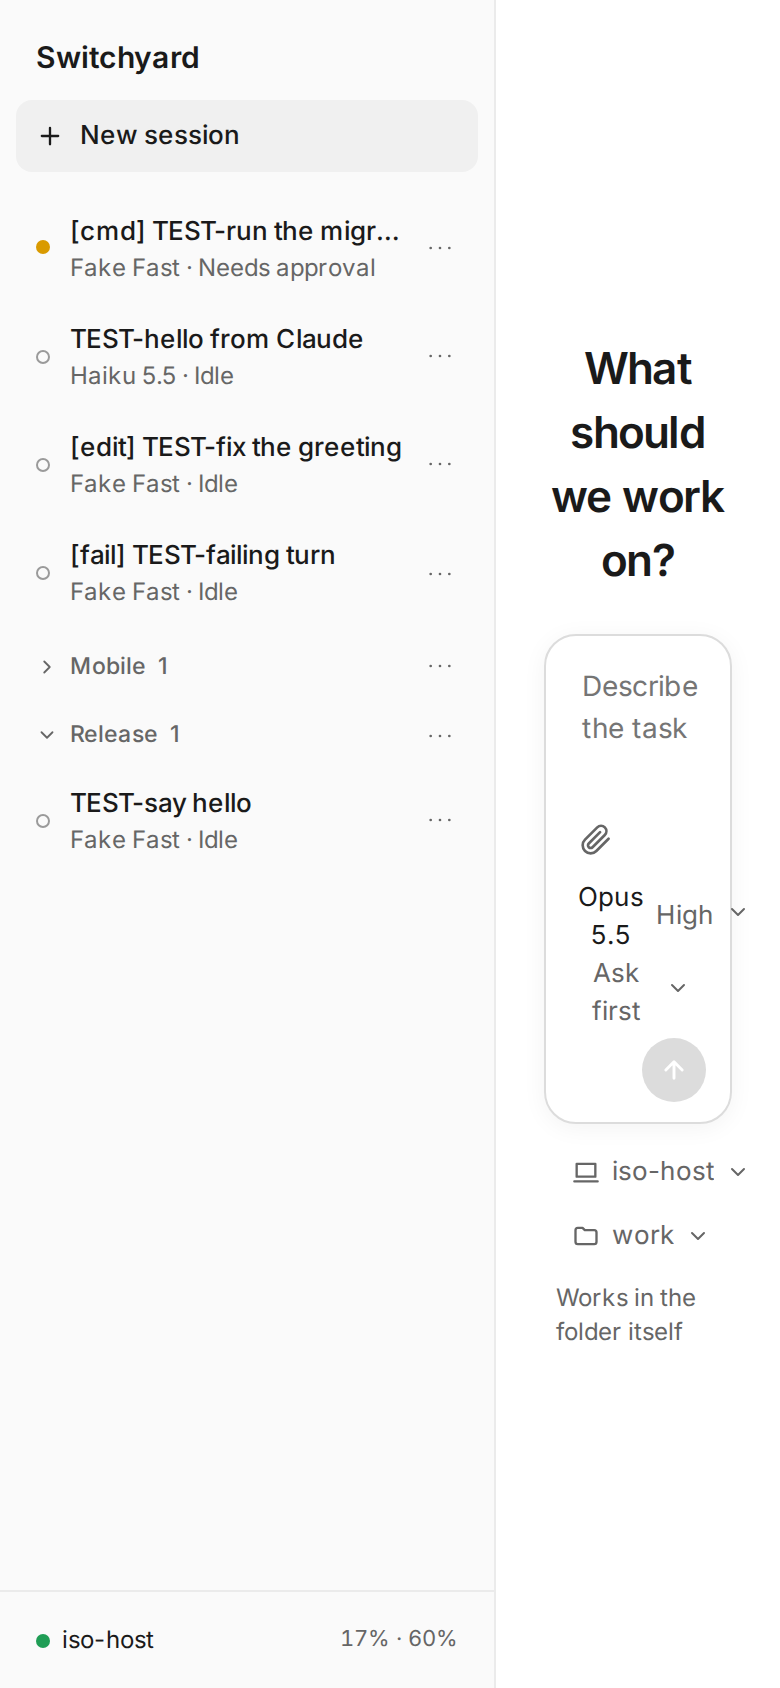 Switchyard
New session
[cmd] TEST-run the migr...
Fake Fast · Needs approval
TEST-hello from Claude
Haiku 5.5 · Idle
[edit] TEST-fix the greeting
Fake Fast · Idle
[fail] TEST-failing turn
Fake Fast · Idle
Mobile 1
Release 1
TEST-say hello
Fake Fast · Idle
iso-host 17% · 60%
What
should
we work
on?
Describe
the task
Opus
5.5
High
Ask
first
iso-host
work
Works in the
folder itself